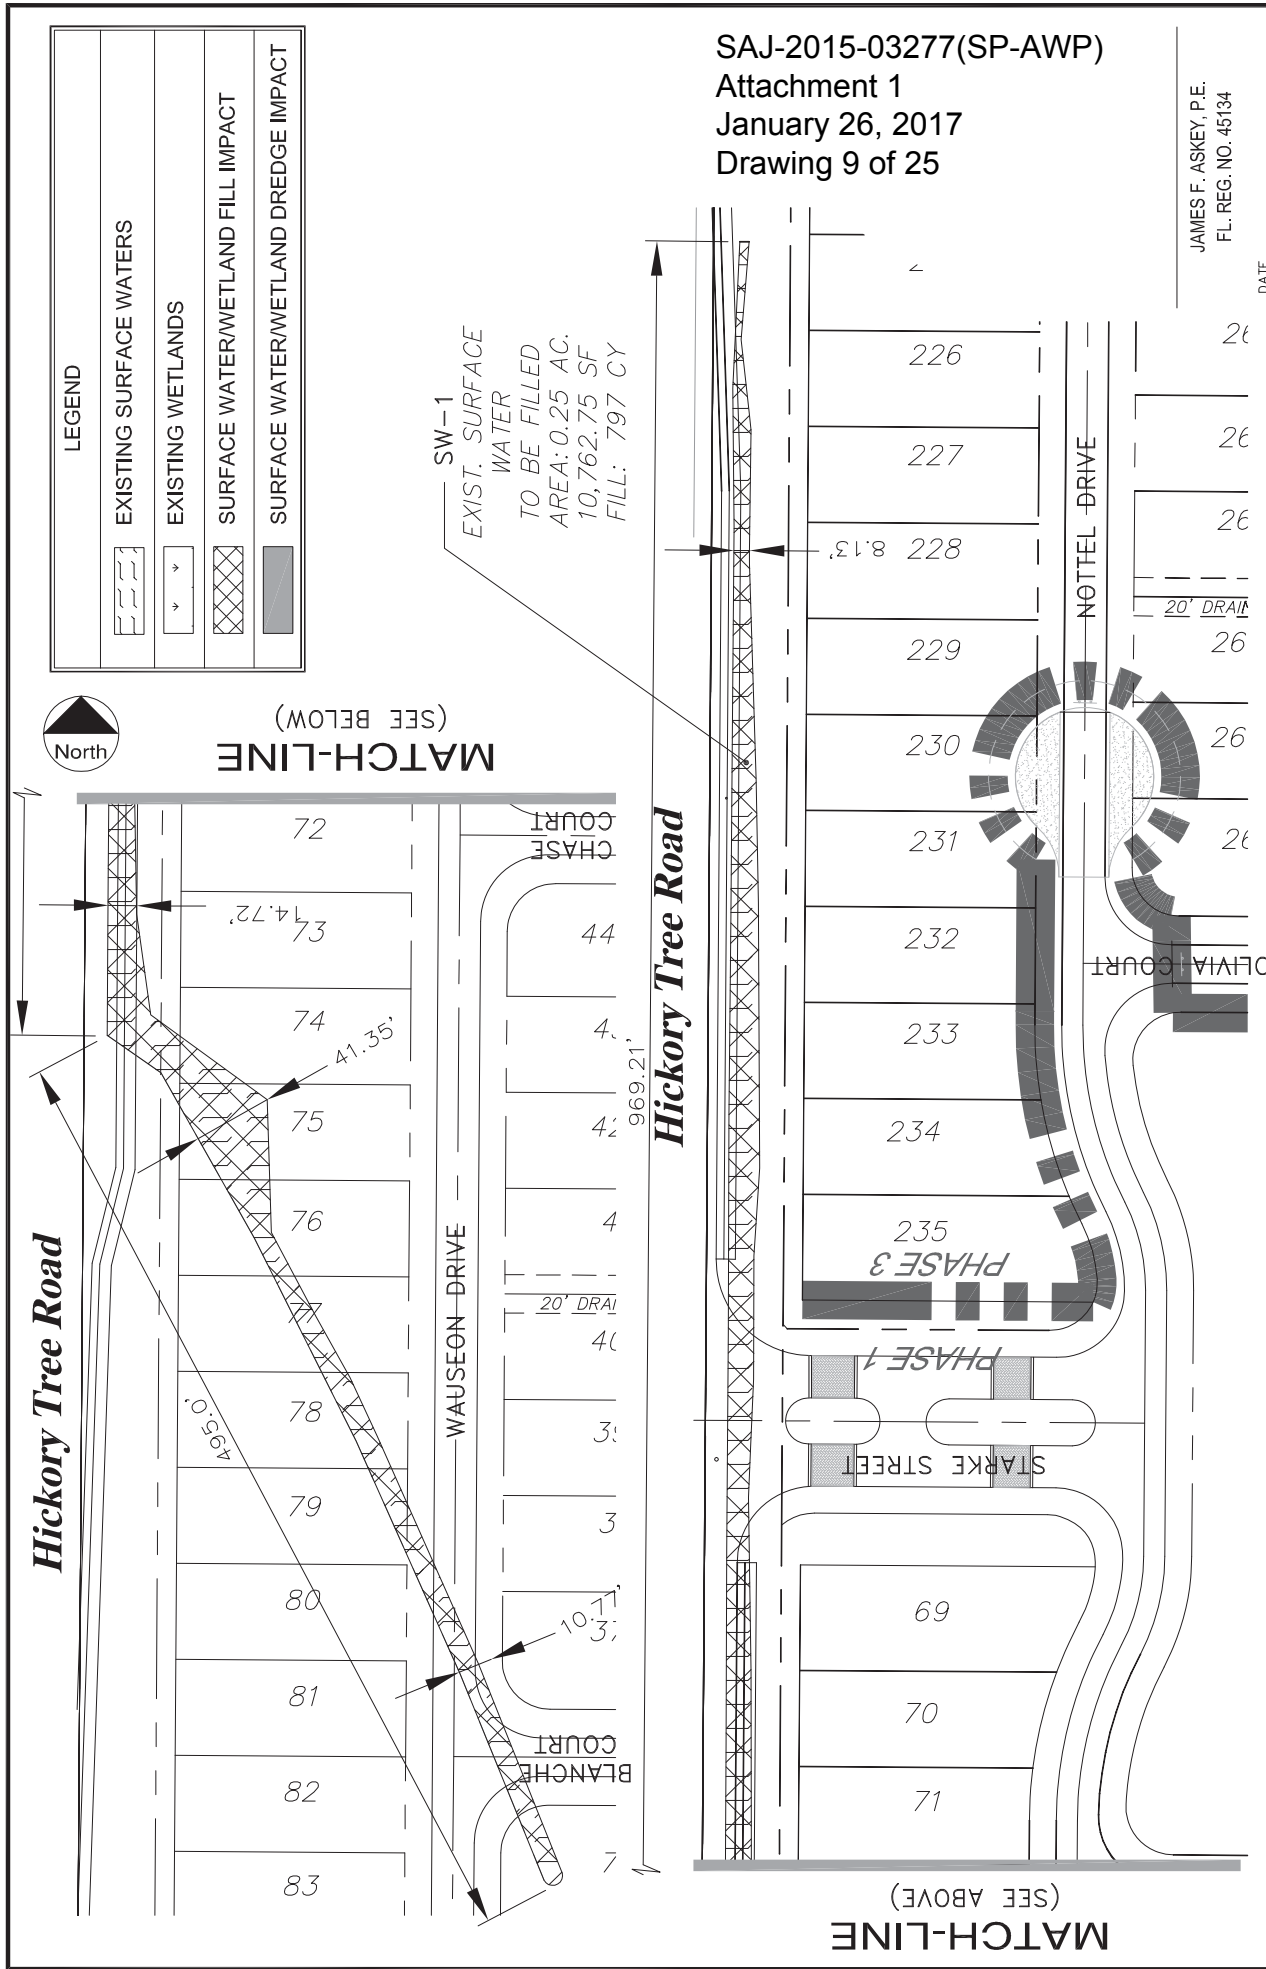 SAJ-2015-03277(SP-AWP)
Attachment 1
January 26, 2017
Drawing 9 of 25
JAMES F. ASKEY, P.E.
FL. REG. NO. 45134
DATE
LEGEND
EXISTING SURFACE WATERS
EXISTING WETLANDS
SURFACE WATER/WETLAND FILL IMPACT
SURFACE WATER/WETLAND DREDGE IMPACT
North
SW-1
EXIST. SURFACE
WATER
TO BE FILLED
AREA: 0.25 AC.
10,762.75 SF
FILL: 797 CY
MATCH-LINE
(SEE BELOW)
Hickory Tree Road
14.72'
41.35'
495.0'
10.77'
72
73
74
75
76
77
78
79
80
81
82
83
WAUSEON DRIVE
CHASE
COURT
44
42
20' DRAI
37
BLANCHE
COURT
Hickory Tree Road
969.21'
8.13'
226
227
228
229
230
231
232
233
234
235
PHASE 3
PHASE 1
NOTTEL DRIVE
20' DRAIN
OLIVIA COURT
STARKE STREET
69
70
71
MATCH-LINE
(SEE ABOVE)